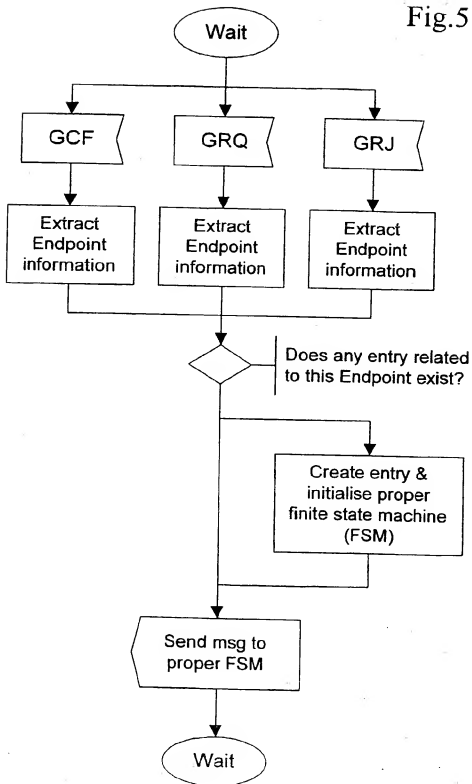 Fig.5
Wait
GCF
GRQ
GRJ
Extract
Endpoint
information
Extract
Endpoint
information
Extract
Endpoint
information
Does any entry related
to this Endpoint exist?
Create entry &
initialise proper
finite state machine
(FSM)
Send msg to
proper FSM
Wait